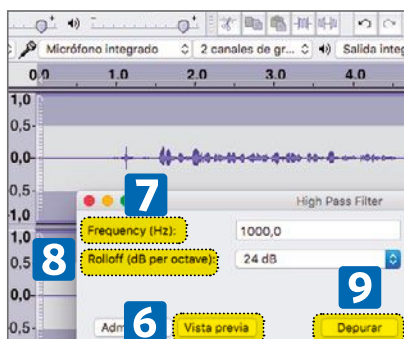 Micrófono integrado 2 canales de gr... Salida integ
0,0 1.0 2.0 3.0 4.0
1,0
0,5-
0,0-
0,5-
1,0
7
High Pass Filter
1,0
Frequency (Hz): 1000,0
0,5
8
Rolloff (dB per octave): 24 dB
9
0,0-
0,5-
Adm
6
Vista previa
Depurar